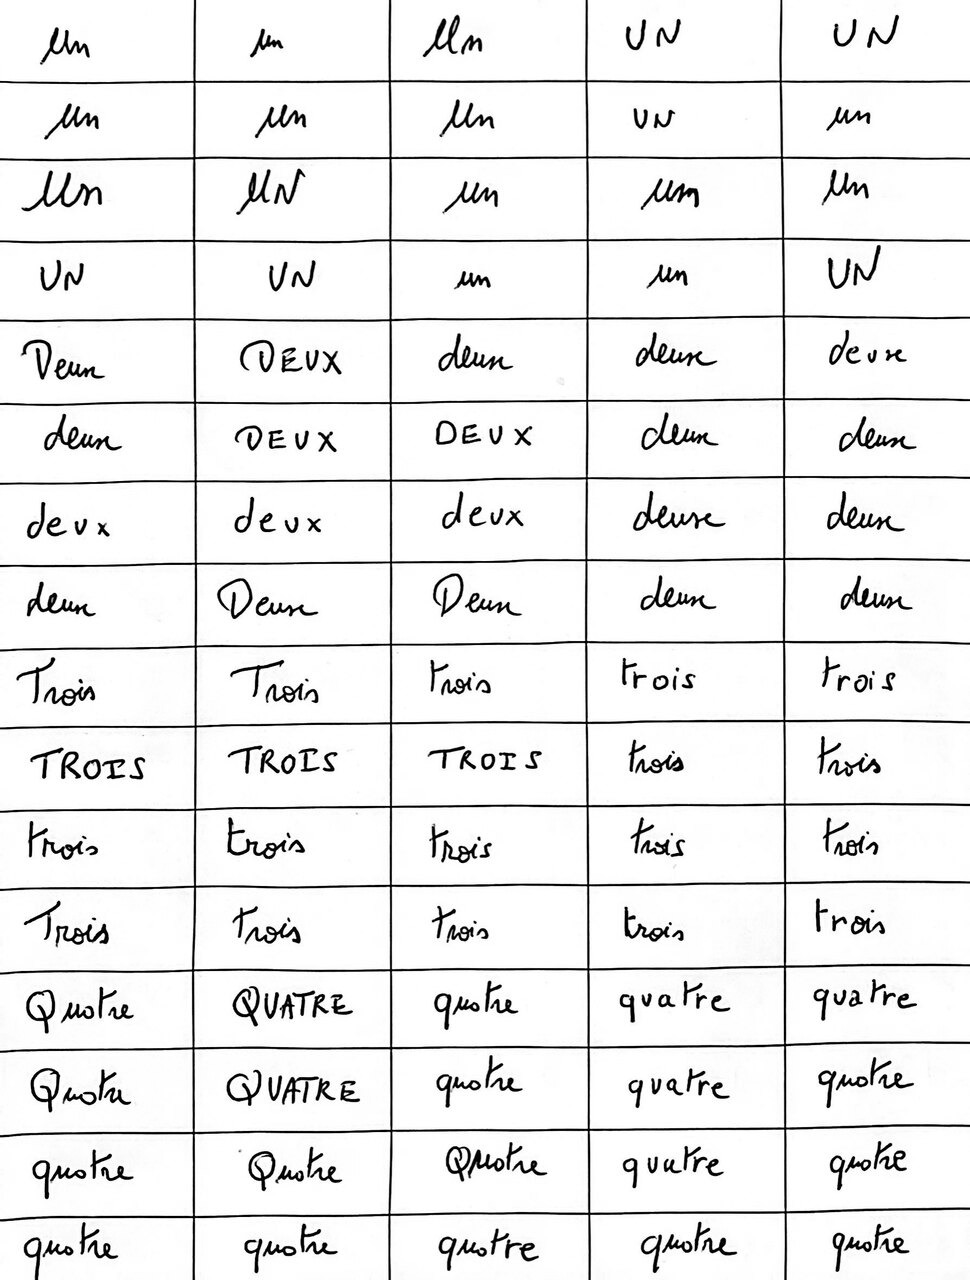 Un un Un UN UN
Un Un Un UN un
Un UN un un Un
UN UN un un UN
Deux DEUX deux deux deux
deux DEUX DEUX deux deux
deux deux deux deux deux
deux Deux Deux deux deux
Trois Trois trois trois trois
TROIS TROIS TROIS trois trois
trois trois trois trois trois
Trois trois trois trois trois
Quatre QUATRE quatre quatre quatre
Quatre QUATRE quatre quatre quatre
quatre Quatre Quatre quatre quatre
quatre quatre quatre quatre quatre